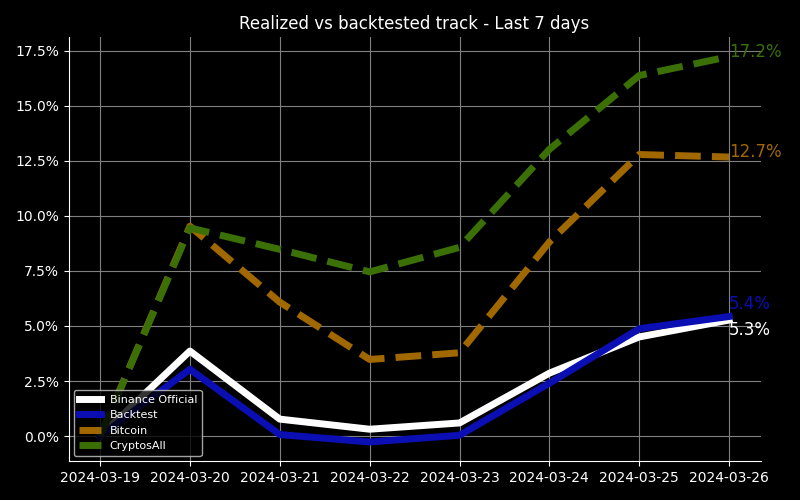 Realized vs backtested track - Last 7 days
17.5%
15.0%
12.5%
10.0%
7.5%
5.0%
2.5%
0.0%
17.2%
12.7%
5.4%
5.3%
Binance Official
Backtest
Bitcoin
CryptosAll
2024-03-19 2024-03-20 2024-03-21 2024-03-22 2024-03-23 2024-03-24 2024-03-25 2024-03-26